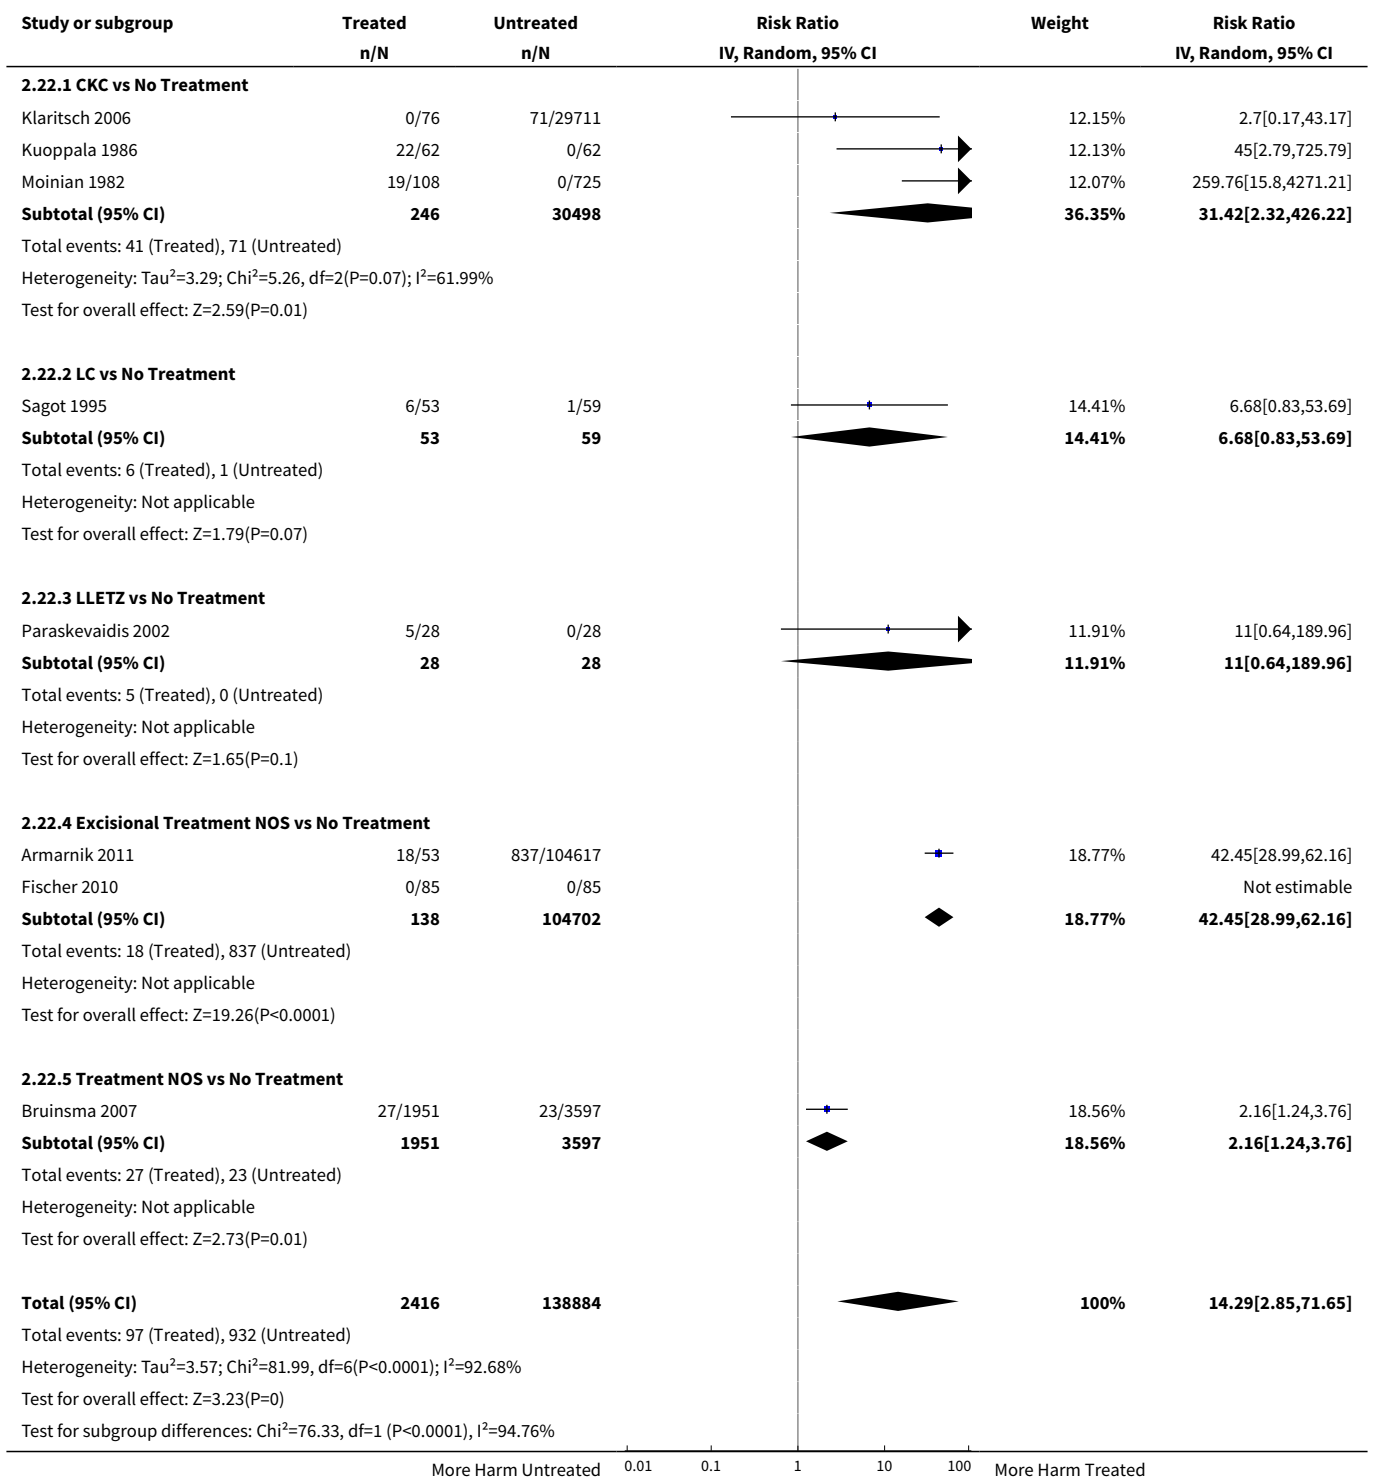 Study or subgroup Treated Untreated Risk Ratio Weight Risk Ratio
n/N n/N IV, Random, 95% CI IV, Random, 95% CI
2.22.1 CKC vs No Treatment
Klaritsch 2006 0/76 71/29711 12.15% 2.7[0.17,43.17]
Kuoppala 1986 22/62 0/62 12.13% 45[2.79,725.79]
Moinian 1982 19/108 0/725 12.07% 259.76[15.8,4271.21]
Subtotal (95% CI) 246 30498 36.35% 31.42[2.32,426.22]
Total events: 41 (Treated), 71 (Untreated)
Heterogeneity: Tau²=3.29; Chi²=5.26, df=2(P=0.07); I²=61.99%
Test for overall effect: Z=2.59(P=0.01)
2.22.2 LC vs No Treatment
Sagot 1995 6/53 1/59 14.41% 6.68[0.83,53.69]
Subtotal (95% CI) 53 59 14.41% 6.68[0.83,53.69]
Total events: 6 (Treated), 1 (Untreated)
Heterogeneity: Not applicable
Test for overall effect: Z=1.79(P=0.07)
2.22.3 LLETZ vs No Treatment
Paraskevaidis 2002 5/28 0/28 11.91% 11[0.64,189.96]
Subtotal (95% CI) 28 28 11.91% 11[0.64,189.96]
Total events: 5 (Treated), 0 (Untreated)
Heterogeneity: Not applicable
Test for overall effect: Z=1.65(P=0.1)
2.22.4 Excisional Treatment NOS vs No Treatment
Armarnik 2011 18/53 837/104617 18.77% 42.45[28.99,62.16]
Fischer 2010 0/85 0/85 Not estimable
Subtotal (95% CI) 138 104702 18.77% 42.45[28.99,62.16]
Total events: 18 (Treated), 837 (Untreated)
Heterogeneity: Not applicable
Test for overall effect: Z=19.26(P<0.0001)
2.22.5 Treatment NOS vs No Treatment
Bruinsma 2007 27/1951 23/3597 18.56% 2.16[1.24,3.76]
Subtotal (95% CI) 1951 3597 18.56% 2.16[1.24,3.76]
Total events: 27 (Treated), 23 (Untreated)
Heterogeneity: Not applicable
Test for overall effect: Z=2.73(P=0.01)
Total (95% CI) 2416 138884 100% 14.29[2.85,71.65]
Total events: 97 (Treated), 932 (Untreated)
Heterogeneity: Tau²=3.57; Chi²=81.99, df=6(P<0.0001); I²=92.68%
Test for overall effect: Z=3.23(P=0)
Test for subgroup differences: Chi²=76.33, df=1 (P<0.0001), I²=94.76%
More Harm Untreated 0.01 0.1 1 10 100 More Harm Treated